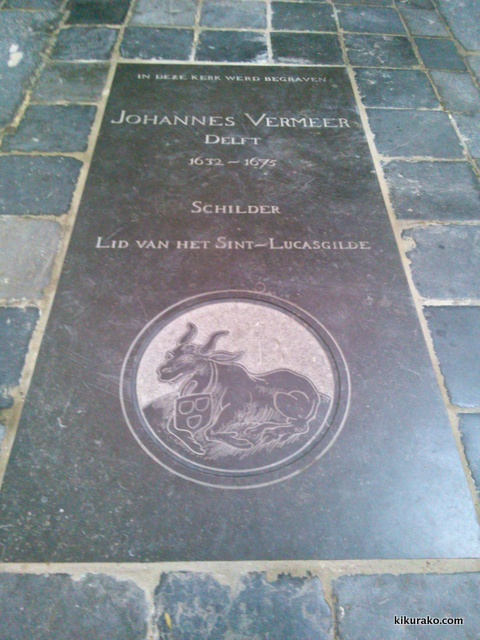 IN DEZE KERK WERD BEGRAVEN
JOHANNES VERMEER
DELFT
1632 – 1675
SCHILDER
LID VAN HET SINT–LUCASGILDE
kikurako.com